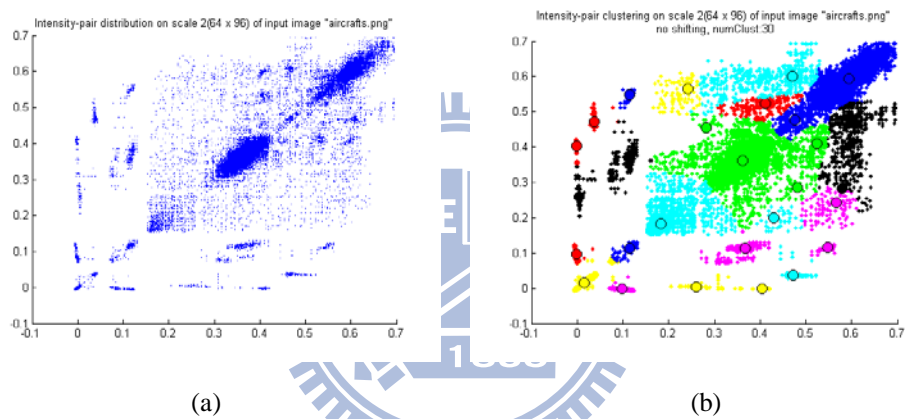 Intensity-pair distribution on scale 2(64 x 96) of input image "aircrafts.png"
0.7
0.6
0.5
0.4
0.3
0.2
0.1
0
-0.1
-0.1 0 0.1 0.2 0.3 0.4 0.5 0.6 0.7
(a)
Intensity-pair clustering on scale 2(64 x 96) of input image "aircrafts.png"
no shifting, numClust:30
0.7
0.6
0.5
0.4
0.3
0.2
0.1
0
-0.1
-0.1 0 0.1 0.2 0.3 0.4 0.5 0.6 0.7
(b)